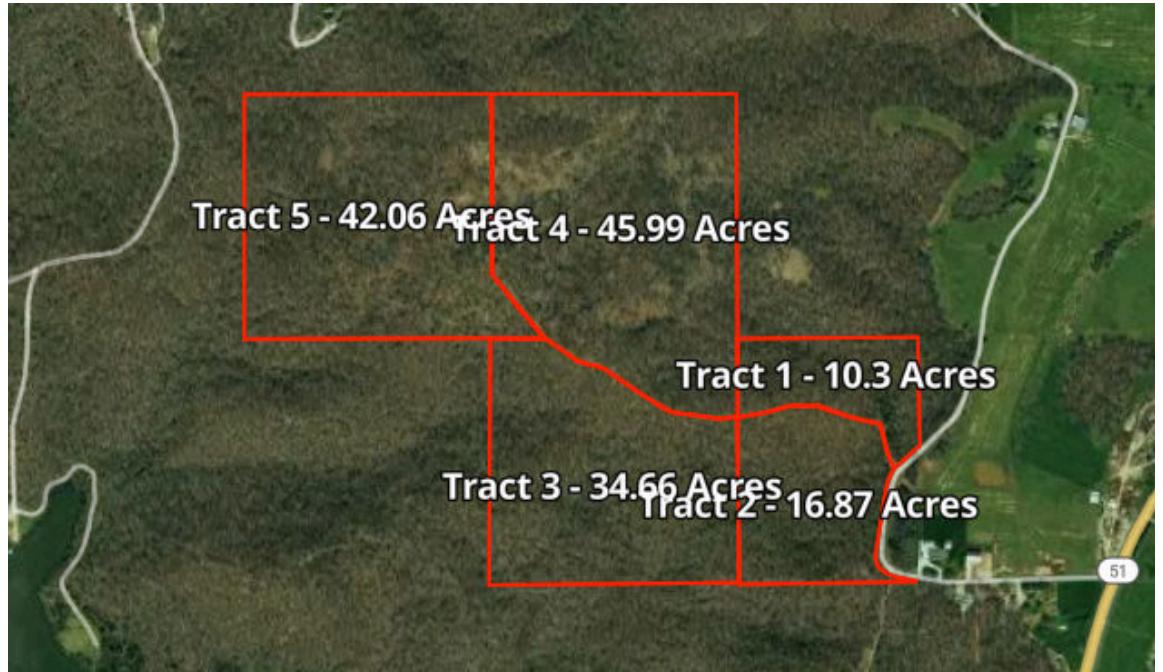 Tract 5 - 42.06 Acres
Tract 4 - 45.99 Acres
Tract 1 - 10.3 Acres
Tract 3 - 34.66 Acres
Tract 2 - 16.87 Acres
51